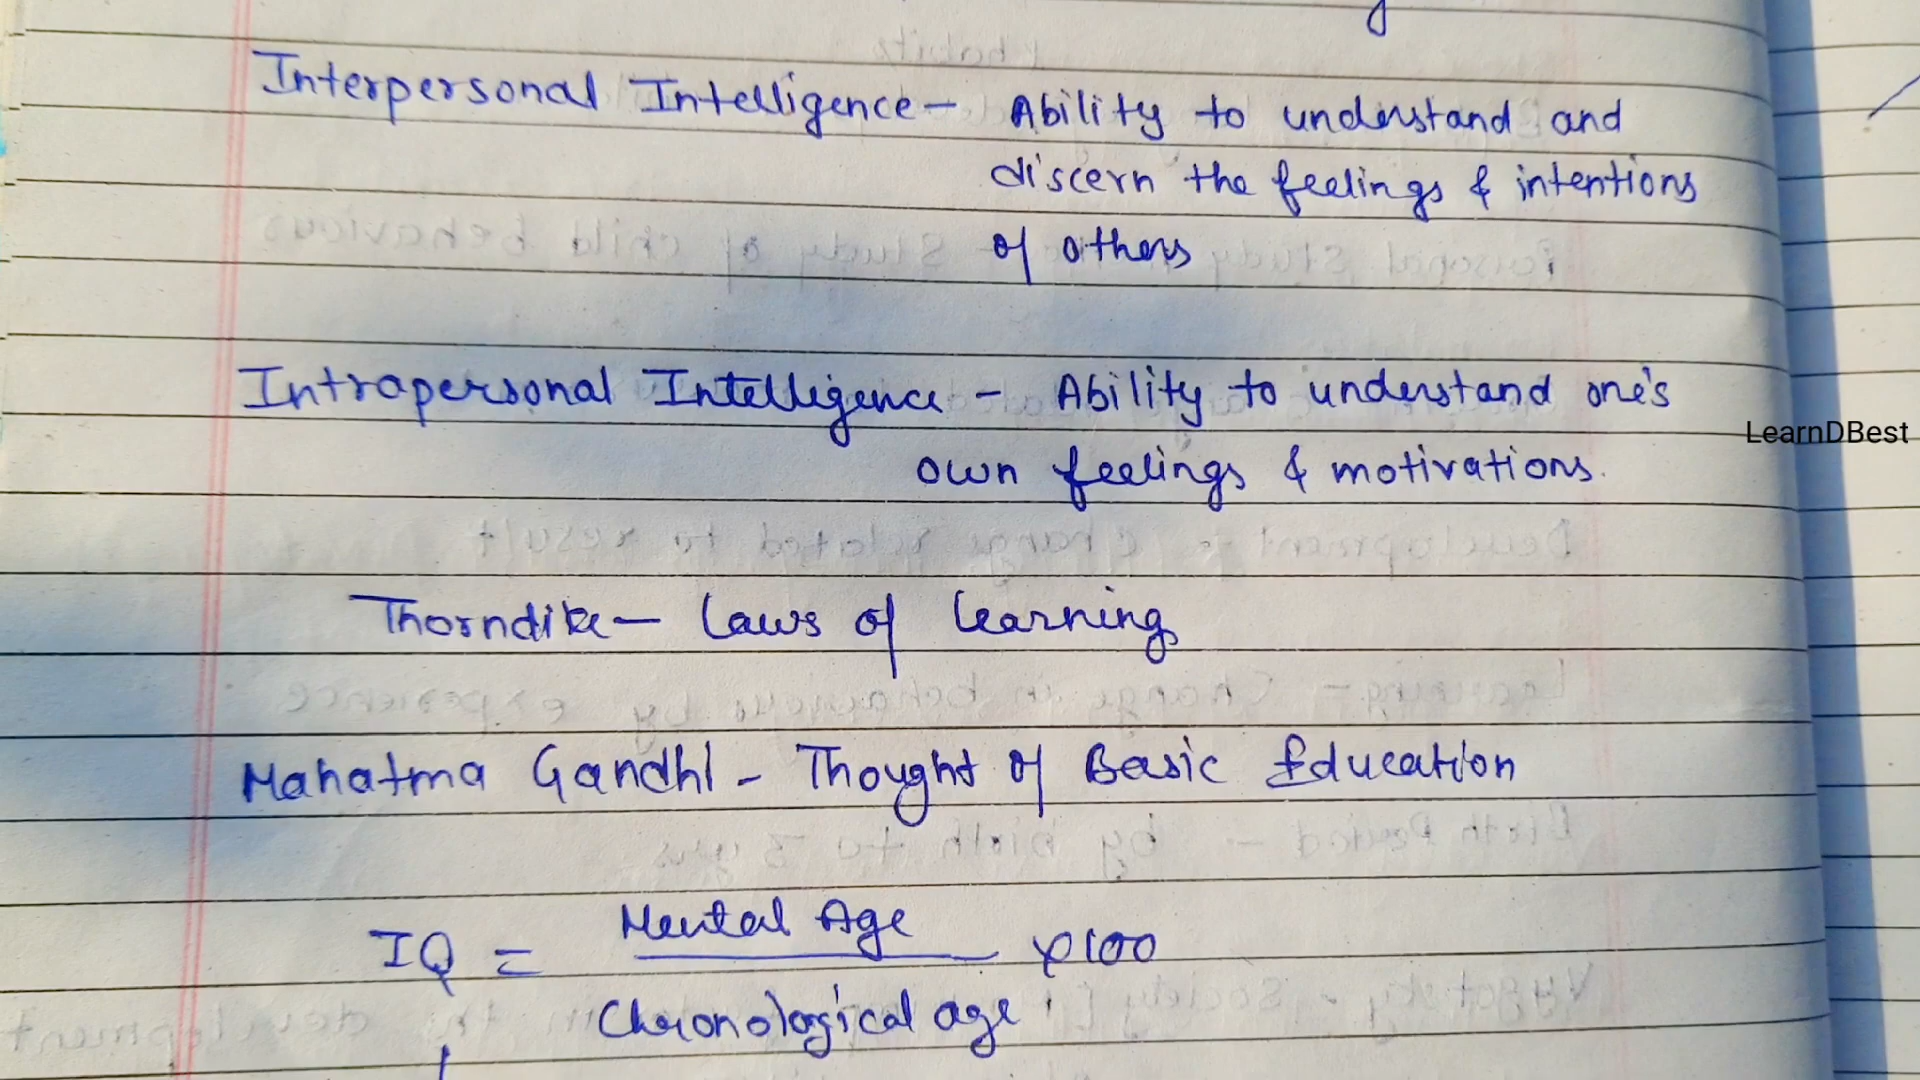 Interpersonal Intelligence - Ability to understand and
discern the feelings & intentions
of others
Intrapersonal Intelligence - Ability to understand one's
own feelings & motivations.
LearnDBest
Thorndike - Laws of learning
Mahatma Gandhi - Thought of Basic Education
IQ = Mental Age
x100
Chronological age